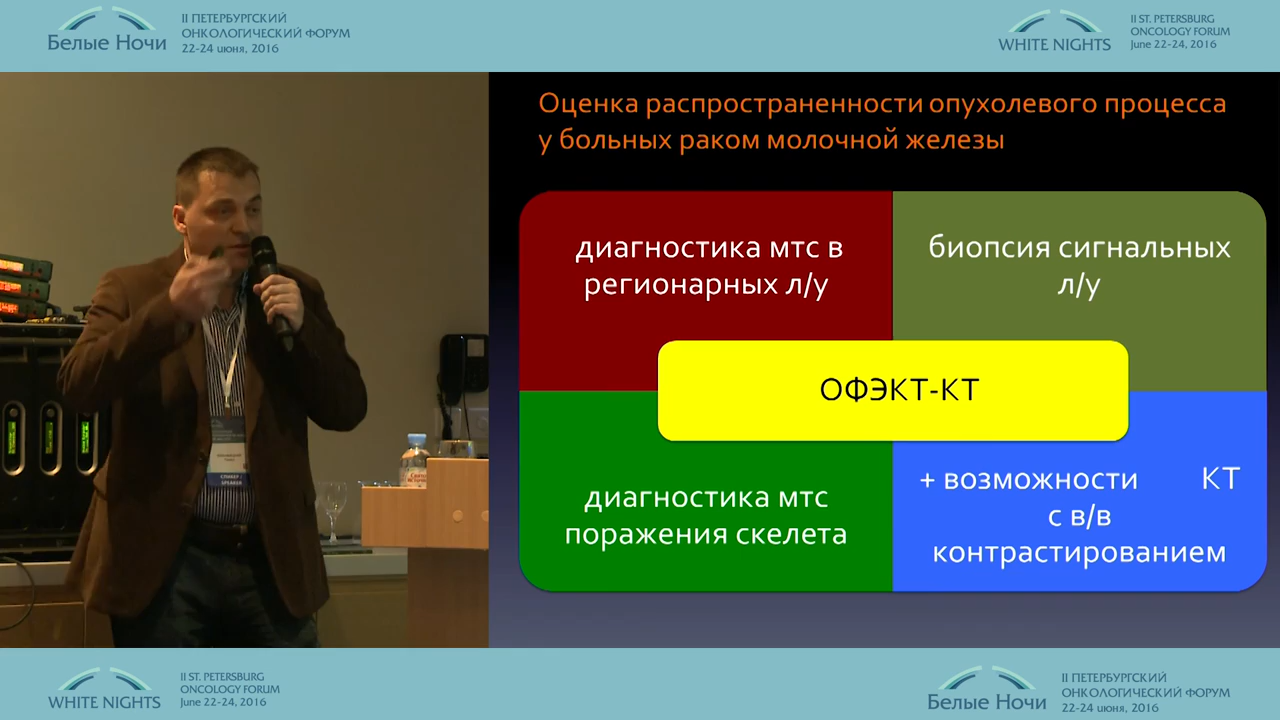 II ПЕТЕРБУРГСКИЙ
ОНКОЛОГИЧЕСКИЙ ФОРУМ
22-24 июня, 2016
Белые Ночи
II ST. PETERSBURG
ONCOLOGY FORUM
June 22-24, 2016
WHITE NIGHTS
Оценка распространенности опухолевого процесса
у больных раком молочной железы
диагностика мтс в
регионарных л/у
биопсия сигнальных
л/у
ОФЭКТ-КТ
диагностика мтс
поражения скелета
+ возможности КТ
с в/в
контрастированием
СПИКЕР
SPEAKER
II ST. PETERSBURG
ONCOLOGY FORUM
June 22-24, 2016
WHITE NIGHTS
II ПЕТЕРБУРГСКИЙ
ОНКОЛОГИЧЕСКИЙ ФОРУМ
22-24 июня, 2016
Белые Ночи